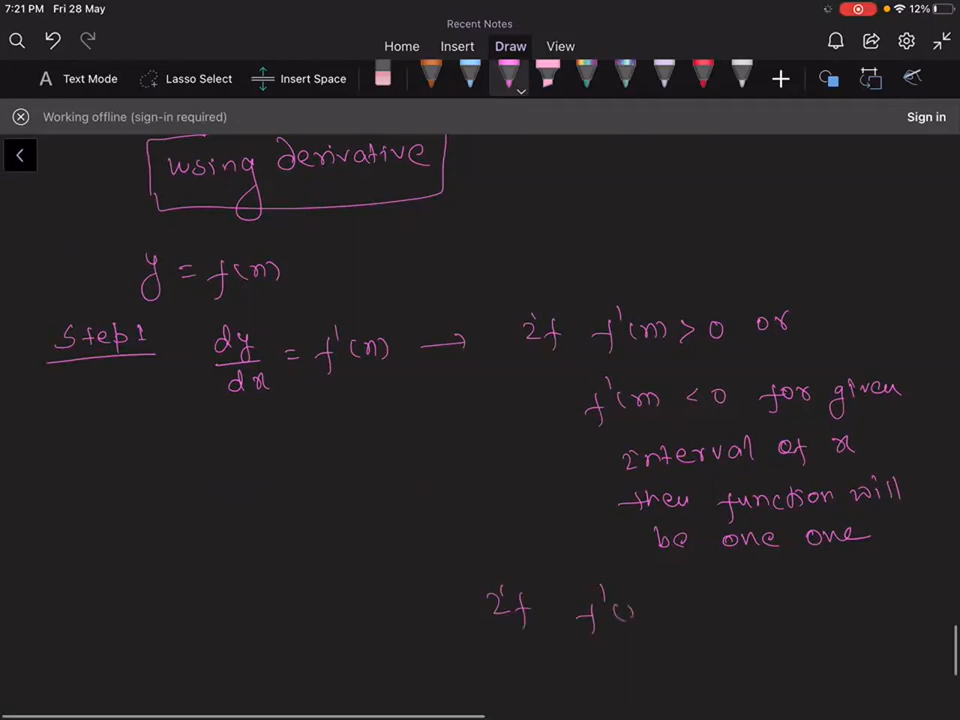 7:21 PM Fri 28 May
12%
Recent Notes
Home Insert Draw View
A Text Mode Lasso Select Insert Space
Working offline (sign-in required) Sign in
using derivative
y = f(x)
Step 1 dy/dx = f'(x) → if f'(x) > 0 or
f'(x) < 0 for given
interval of x
then function will
be one one
if f'(